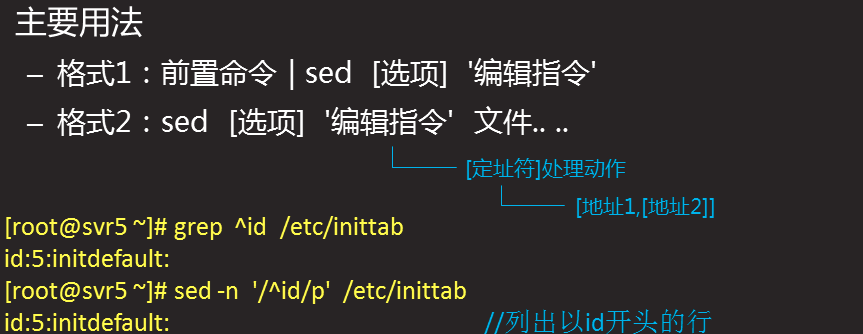 主要用法
– 格式1：前置命令 | sed [选项] '编辑指令'
– 格式2：sed [选项] '编辑指令' 文件.. ..
[定址符]处理动作
[地址1,[地址2]]
[root@svr5 ~]# grep ^id /etc/inittab
id:5:initdefault:
[root@svr5 ~]# sed -n '/^id/p' /etc/inittab
id:5:initdefault: //列出以id开头的行